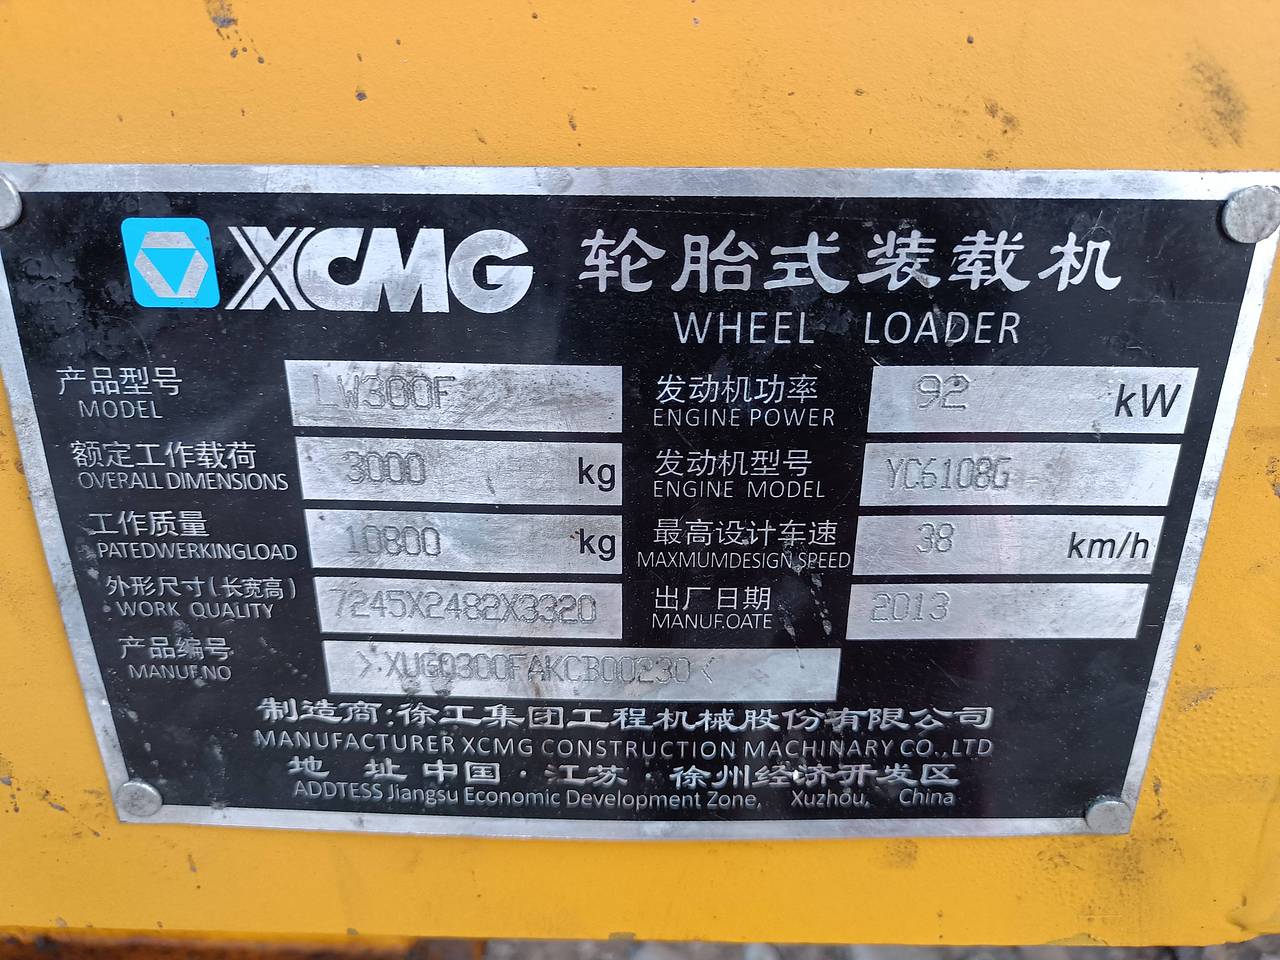 XCMG 轮胎式装载机
WHEEL LOADER
产品型号 LW300F 发动机功率 92 kW
MODEL ENGINE POWER
额定工作载荷 3000 kg 发动机型号 YC6108G
OVERALL DIMENSIONS ENGINE MODEL
工作质量 10800 kg 最高设计车速 38 km/h
PATEDWERKINGLOAD MAXMUMDESIGN SPEED
外形尺寸(长宽高) 7245X2482X3320 出厂日期 2013
WORK QUALITY MANUF.OATE
产品编号 >XUG0300FAKCB00230<
MANUF.NO
制造商:徐工集团工程机械股份有限公司
MANUFACTURER XCMG CONSTRUCTION MACHINARY CO.,LTD
地 址 中国·江苏·徐州经济开发区
ADDTESS Jiangsu Economic Development Zone, Xuzhou, China